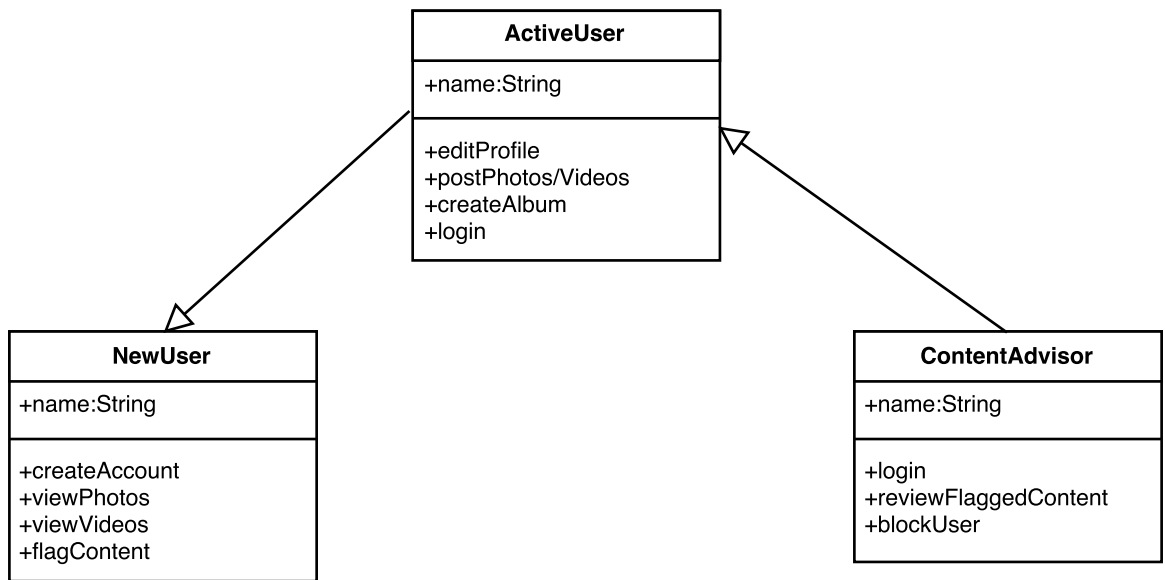 ActiveUser
+name:String
+editProfile
+postPhotos/Videos
+createAlbum
+login
NewUser
+name:String
+createAccount
+viewPhotos
+viewVideos
+flagContent
ContentAdvisor
+name:String
+login
+reviewFlaggedContent
+blockUser